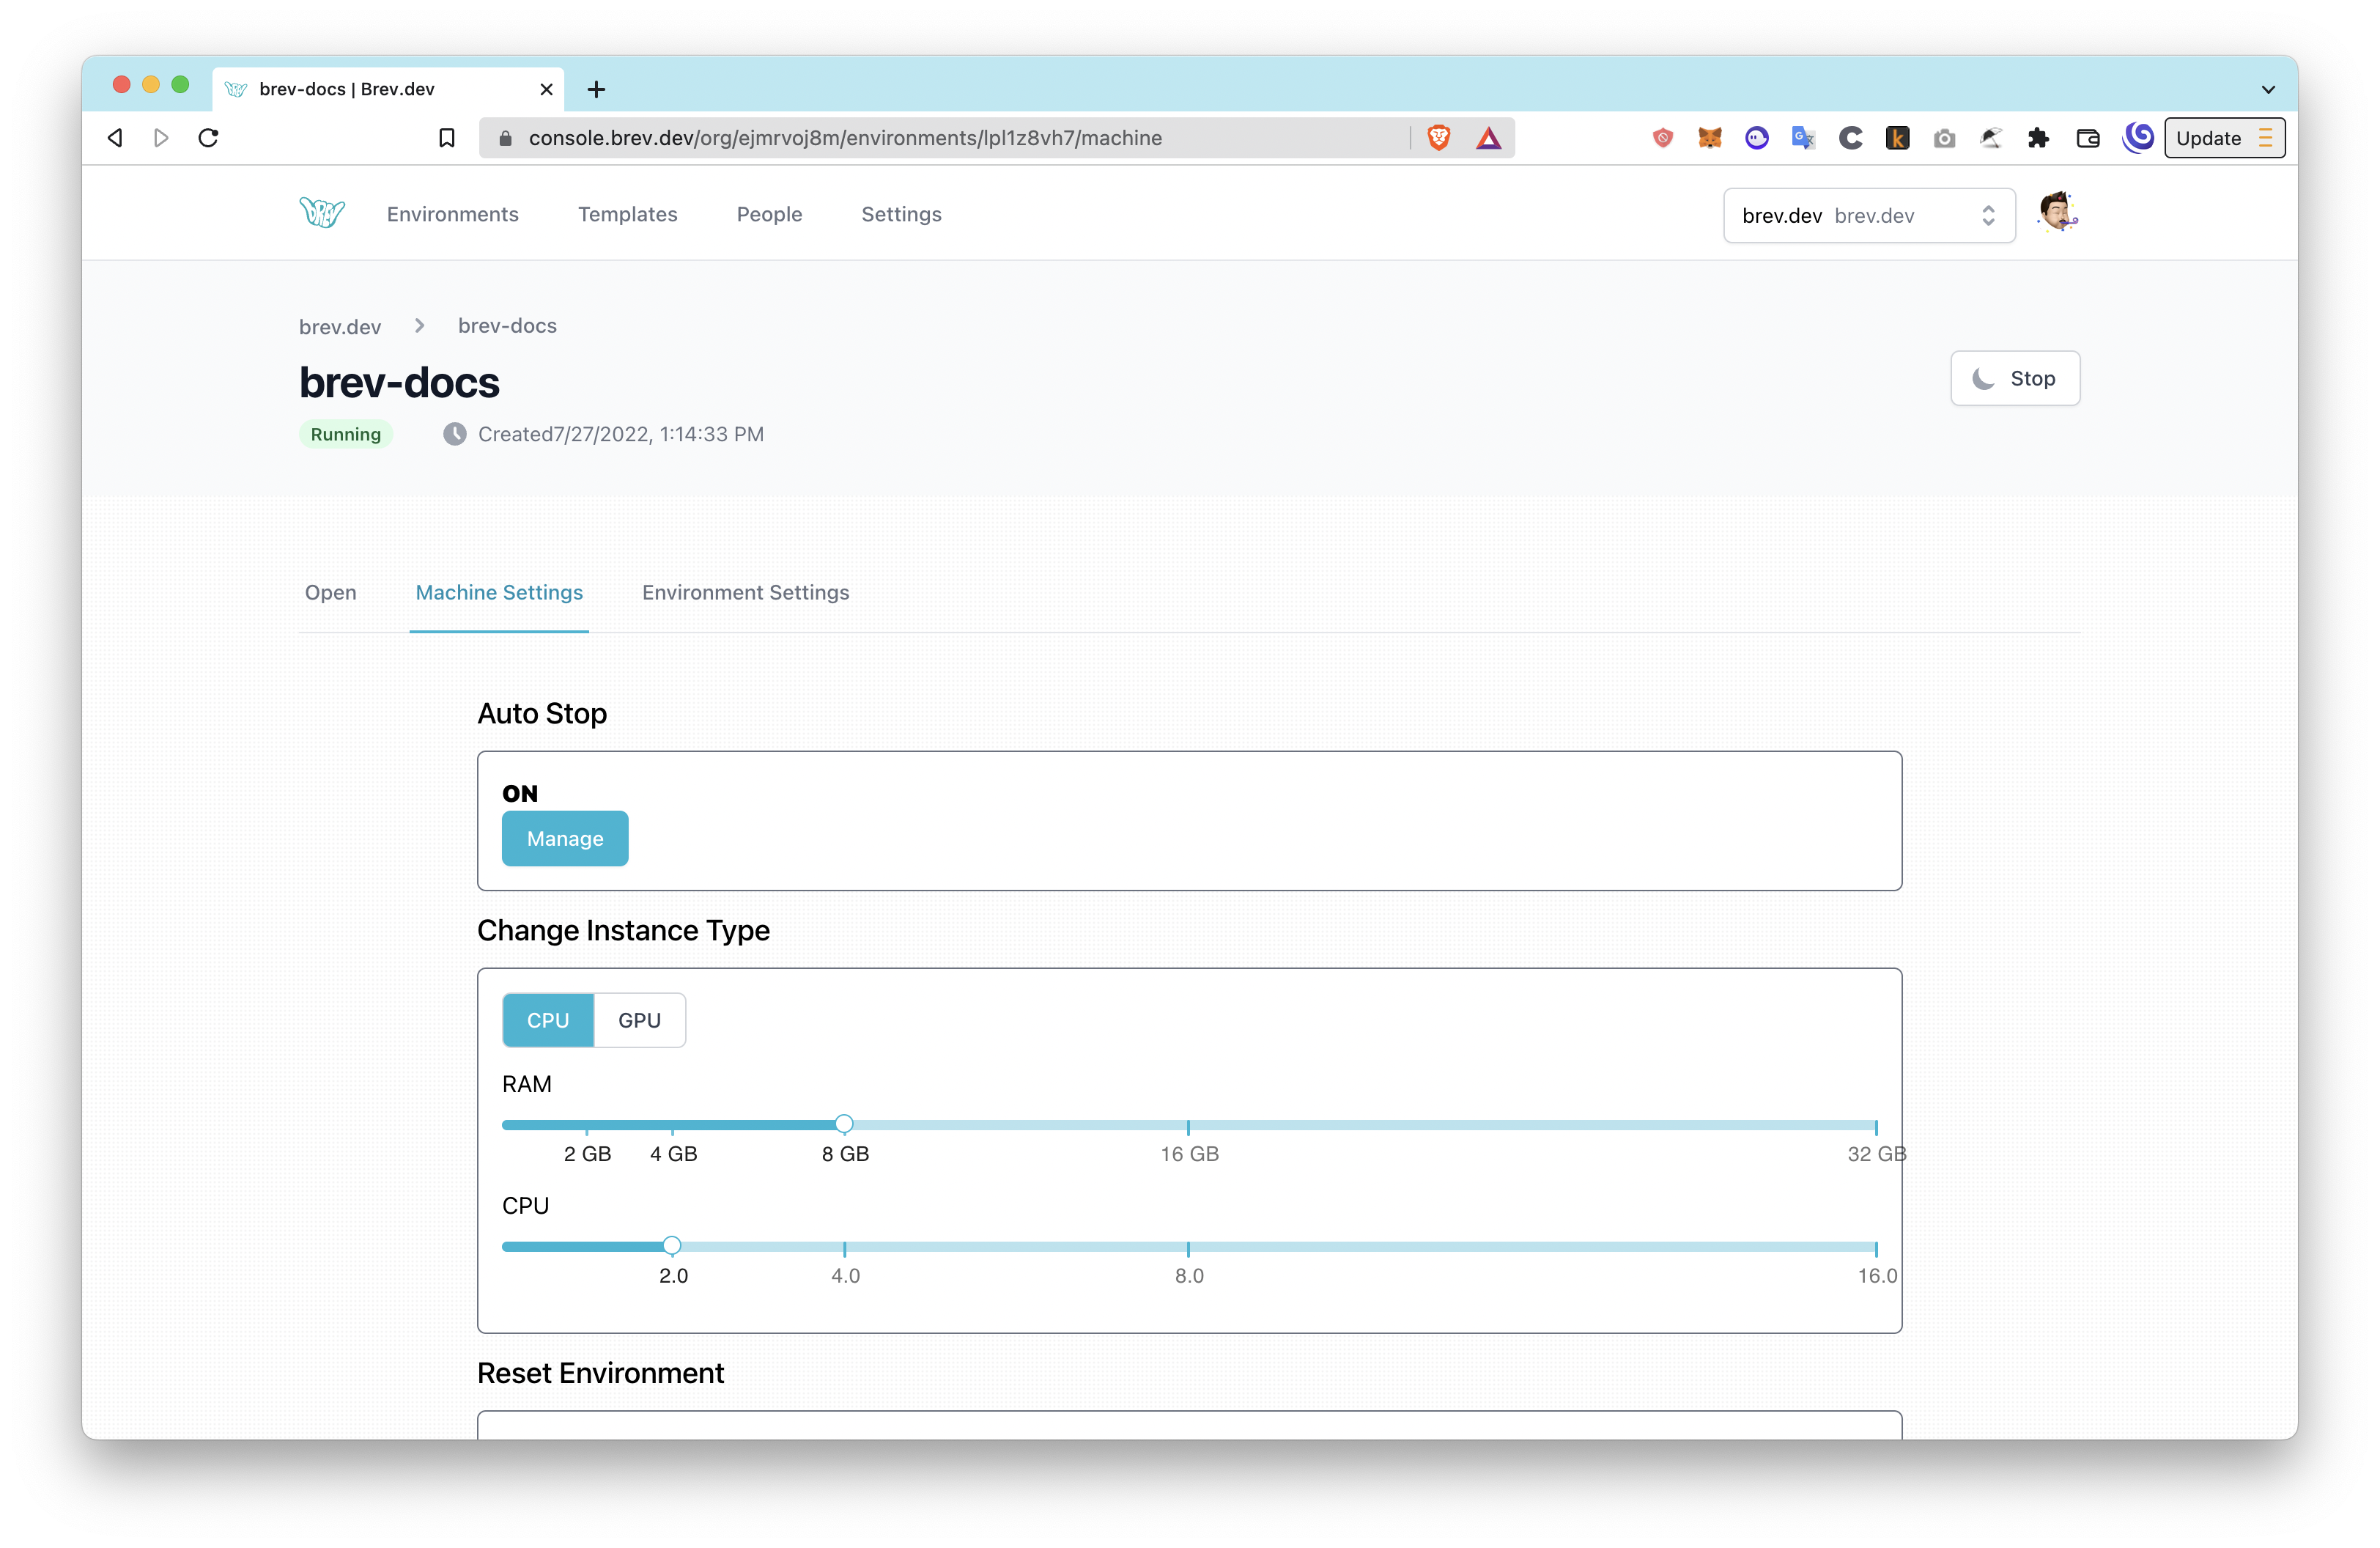 brev-docs | Brev.dev
console.brev.dev/org/ejmrvoj8m/environments/lpl1z8vh7/machine
Update
BREV
Environments
Templates
People
Settings
brev.dev brev.dev
brev.dev
brev-docs
brev-docs
Stop
Running
Created7/27/2022, 1:14:33 PM
Open
Machine Settings
Environment Settings
Auto Stop
ON
Manage
Change Instance Type
CPU
GPU
RAM
2 GB
4 GB
8 GB
16 GB
32 GB
CPU
2.0
4.0
8.0
16.0
Reset Environment